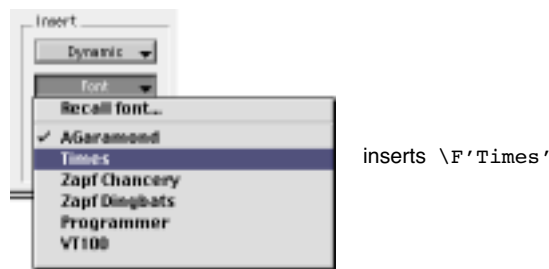 Insert
Dynamic
Font
Recall font...
✓ AGaramond
Times
inserts \F'Times'
Zapf Chancery
Zapf Dingbats
Programmer
VT100